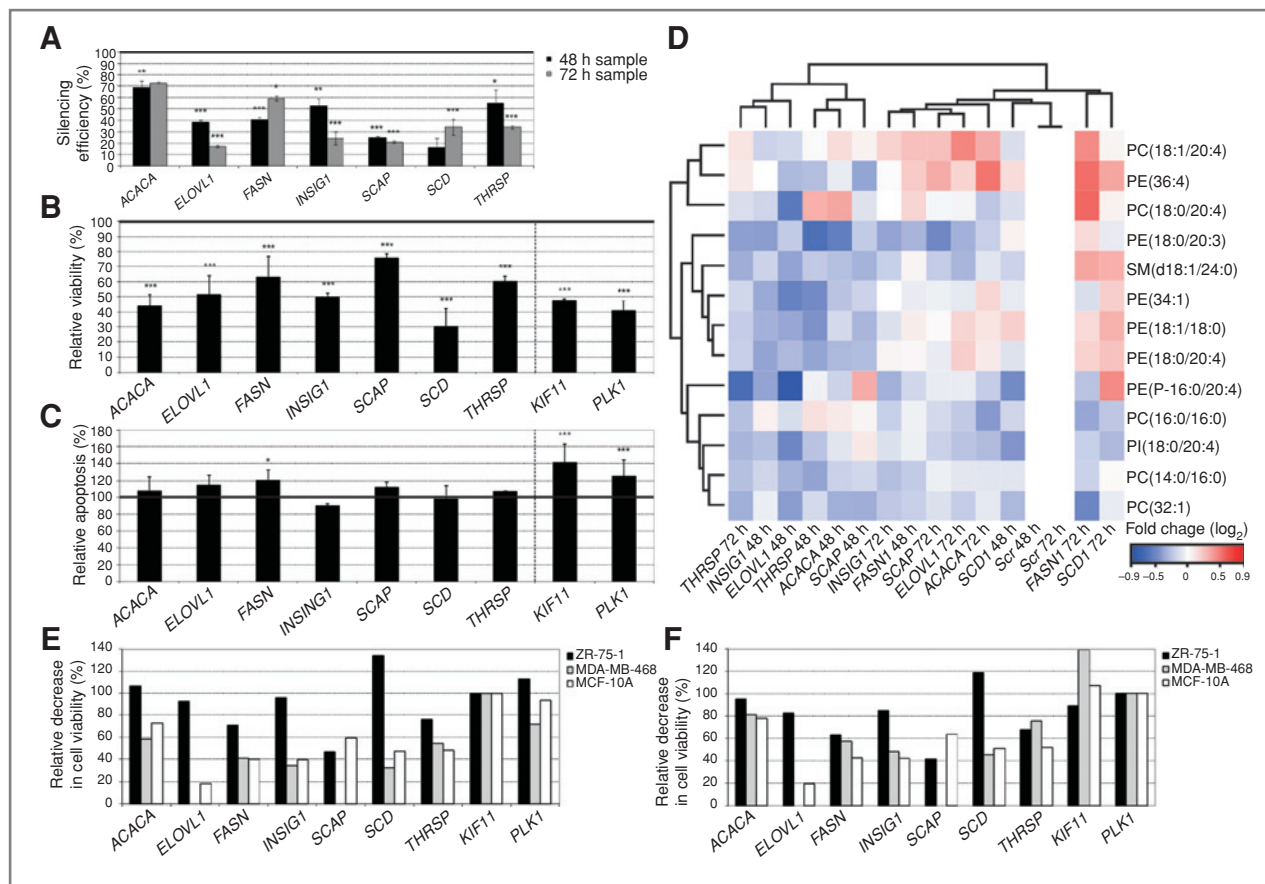 A
Silencing
efficiency (%)
100
90
80
70
60
50
40
30
20
10
0
** *** *** * ** *** *** *** *** * ***
48 h sample
72 h sample
ACACA ELOVL1 FASN INSIG1 SCAP SCD THRSP
B
Relative viability (%)
100
90
80
70
60
50
40
30
20
10
0
*** *** *** *** *** *** *** *** ***
ACACA ELOVL1 FASN INSIG1 SCAP SCD THRSP KIF11 PLK1
C
Relative apoptosis (%)
180
160
140
120
100
80
60
40
20
0
* *** ***
ACACA ELOVL1 FASN INSING1 SCAP SCD THRSP KIF11 PLK1
D
PC(18:1/20:4)
PE(36:4)
PC(18:0/20:4)
PE(18:0/20:3)
SM(d18:1/24:0)
PE(34:1)
PE(18:1/18:0)
PE(18:0/20:4)
PE(P-16:0/20:4)
PC(16:0/16:0)
PI(18:0/20:4)
PC(14:0/16:0)
PC(32:1)
THRSP 72 h
INSIG1 48 h
ELOVL1 48 h
THRSP 48 h
ACACA 48 h
SCAP 48 h
INSIG1 72 h
FASN1 48 h
SCAP 72 h
ELOVL1 72 h
ACACA 72 h
SCD1 48 h
Scr 48 h
Scr 72 h
FASN1 72 h
SCD1 72 h
Fold chage (log2)
−0.9 −0.5 0 0.5 0.9
E
Relative decrease
in cell viability (%)
140
120
100
80
60
40
20
0
ZR-75-1
MDA-MB-468
MCF-10A
ACACA ELOVL1 FASN INSIG1 SCAP SCD THRSP KIF11 PLK1
F
Relative decrease
in cell viability (%)
140
120
100
80
60
40
20
0
ZR-75-1
MDA-MB-468
MCF-10A
ACACA ELOVL1 FASN INSIG1 SCAP SCD THRSP KIF11 PLK1